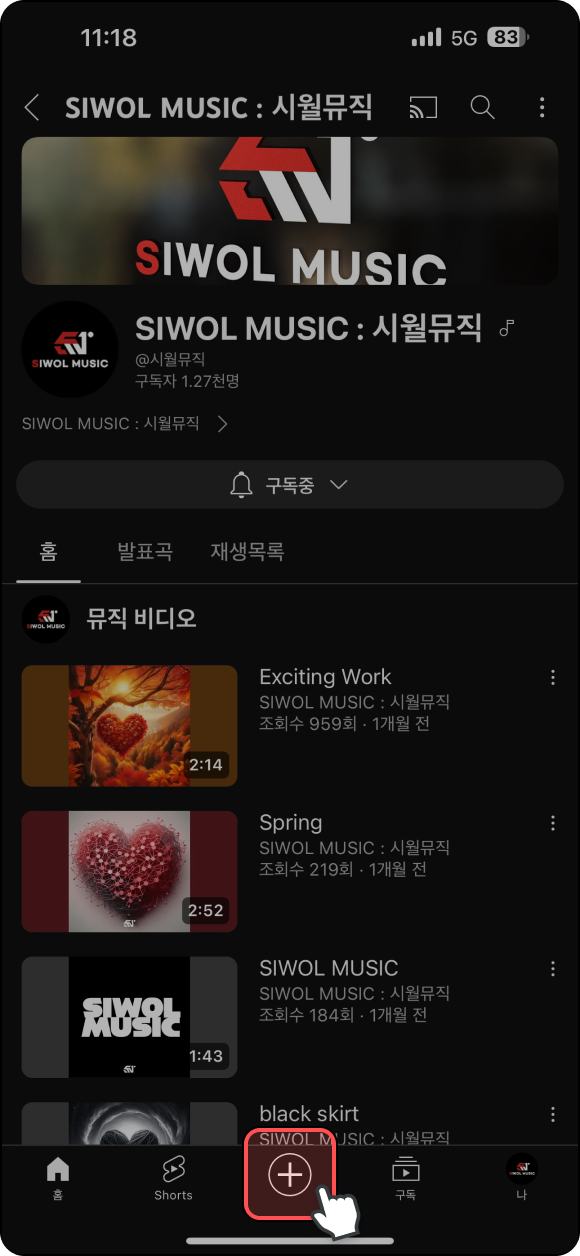 11:18
5G 83
SIWOL MUSIC : 시월뮤직
SIWOL MUSIC
SIWOL MUSIC : 시월뮤직
@시월뮤직
구독자 1.27천명
SIWOL MUSIC
SIWOL MUSIC : 시월뮤직
구독중
홈 발표곡 재생목록
SIWOL MUSIC
뮤직 비디오
Exciting Work
SIWOL MUSIC : 시월뮤직
조회수 959회 · 1개월 전
2:14
Spring
SIWOL MUSIC : 시월뮤직
조회수 219회 · 1개월 전
2:52
SIWOL MUSIC
SIWOL MUSIC : 시월뮤직
조회수 184회 · 1개월 전
SIWOL
MUSIC
1:43
black skirt
SIWOL MUSIC : 시월뮤직
홈 Shorts 구독 나
SIWOL MUSIC